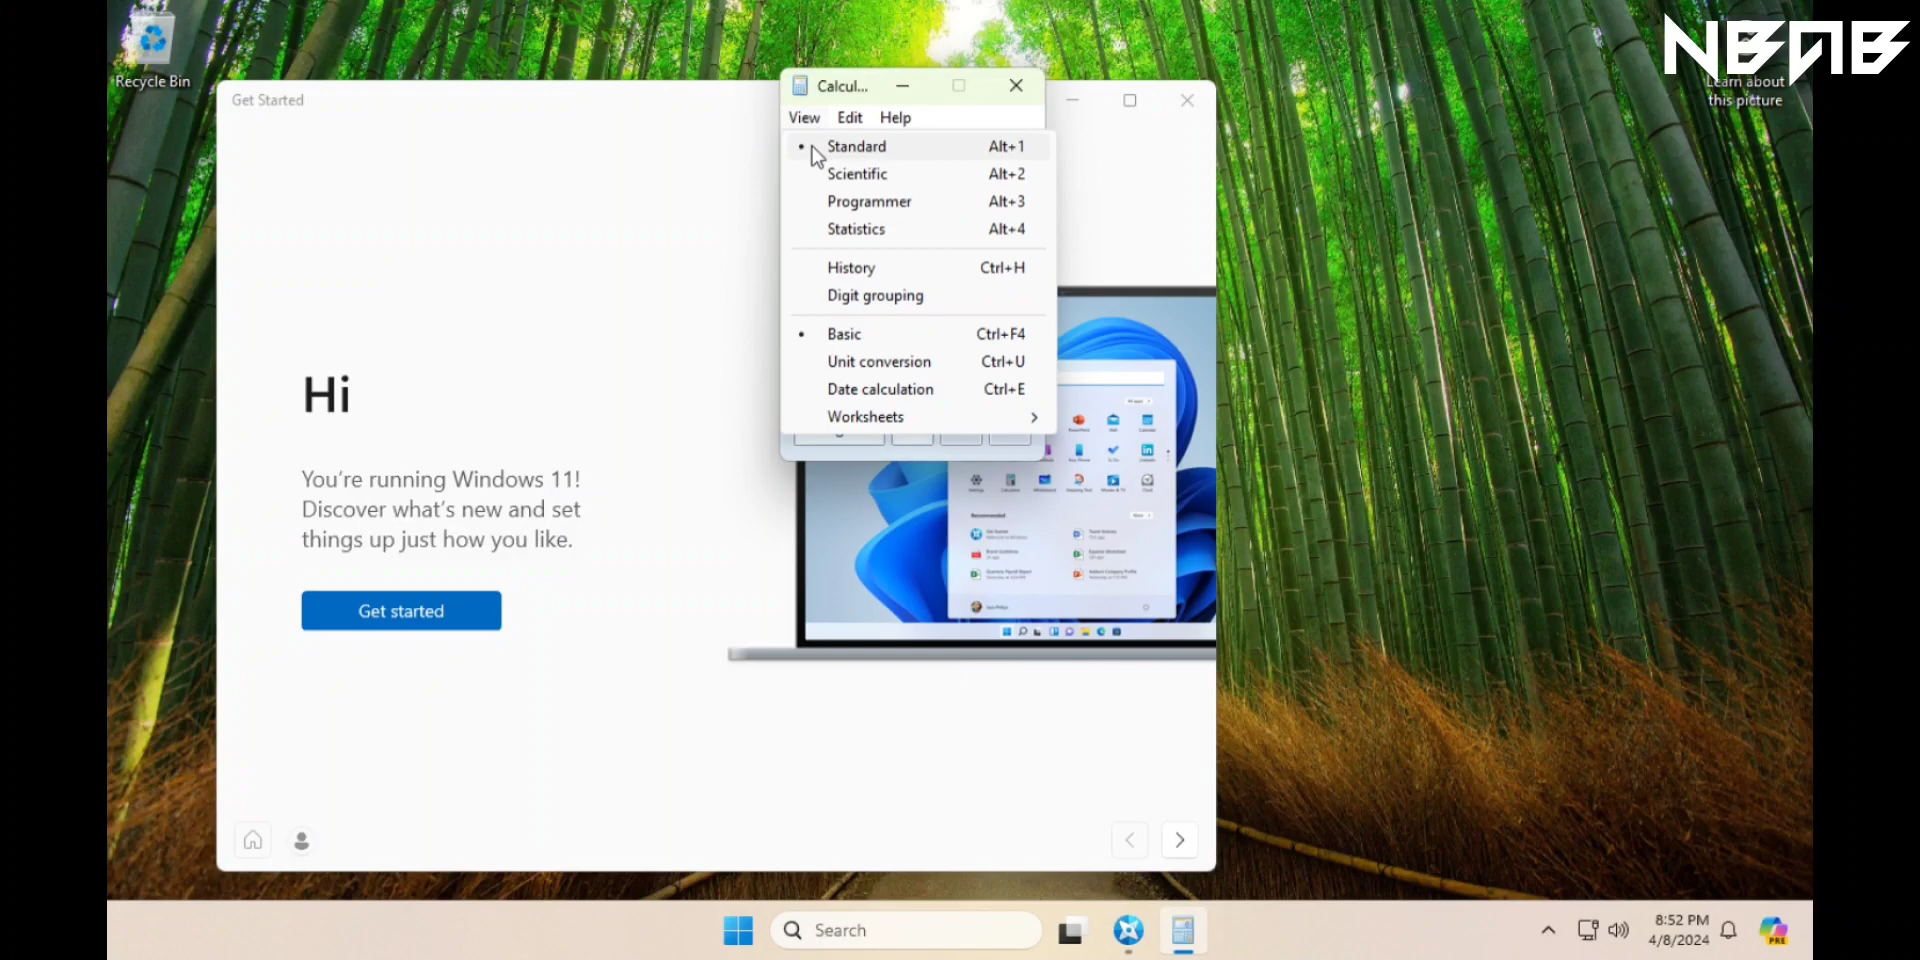 Recycle Bin
NBAB
Learn about
this picture
Get Started
Calcul...
View Edit Help
Standard Alt+1
Scientific Alt+2
Programmer Alt+3
Statistics Alt+4
History Ctrl+H
Digit grouping
Basic Ctrl+F4
Unit conversion Ctrl+U
Date calculation Ctrl+E
Worksheets
Hi
You're running Windows 11!
Discover what's new and set
things up just how you like.
Get started
Recommended
Search
8:52 PM
4/8/2024
PRE